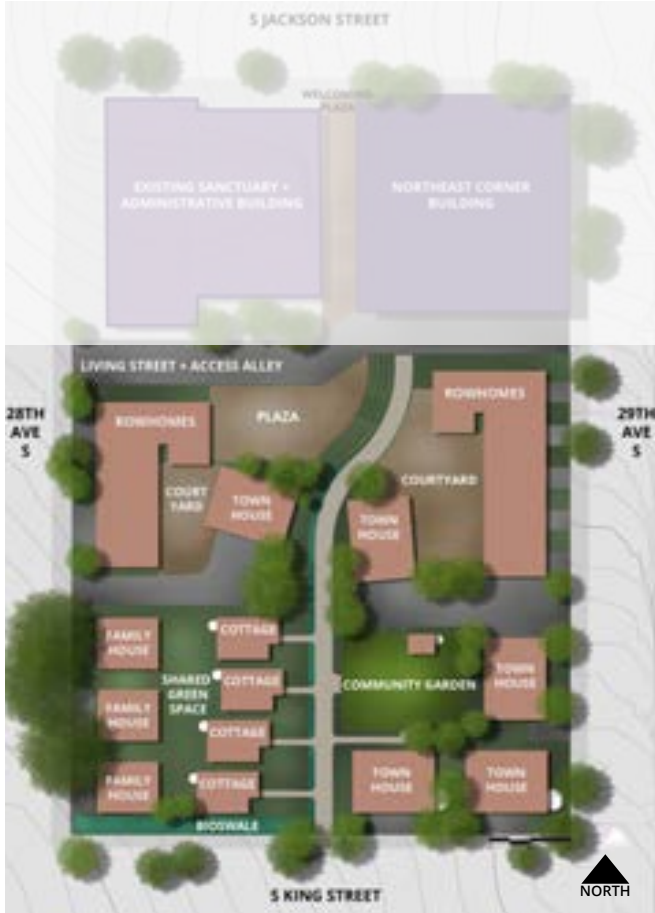 S JACKSON STREET
WELCOMING
PLAZA
EXISTING SANCTUARY +
ADMINISTRATIVE BUILDING
NORTHEAST CORNER
BUILDING
LIVING STREET + ACCESS ALLEY
28TH
AVE
S
29TH
AVE
S
ROWHOMES
PLAZA
ROWHOMES
COURT
YARD
TOWN
HOUSE
COURTYARD
TOWN
HOUSE
FAMILY
HOUSE
COTTAGE
SHARED
GREEN
SPACE
COTTAGE
COMMUNITY GARDEN
TOWN
HOUSE
FAMILY
HOUSE
COTTAGE
FAMILY
HOUSE
COTTAGE
TOWN
HOUSE
TOWN
HOUSE
BIOSWALE
S KING STREET
NORTH